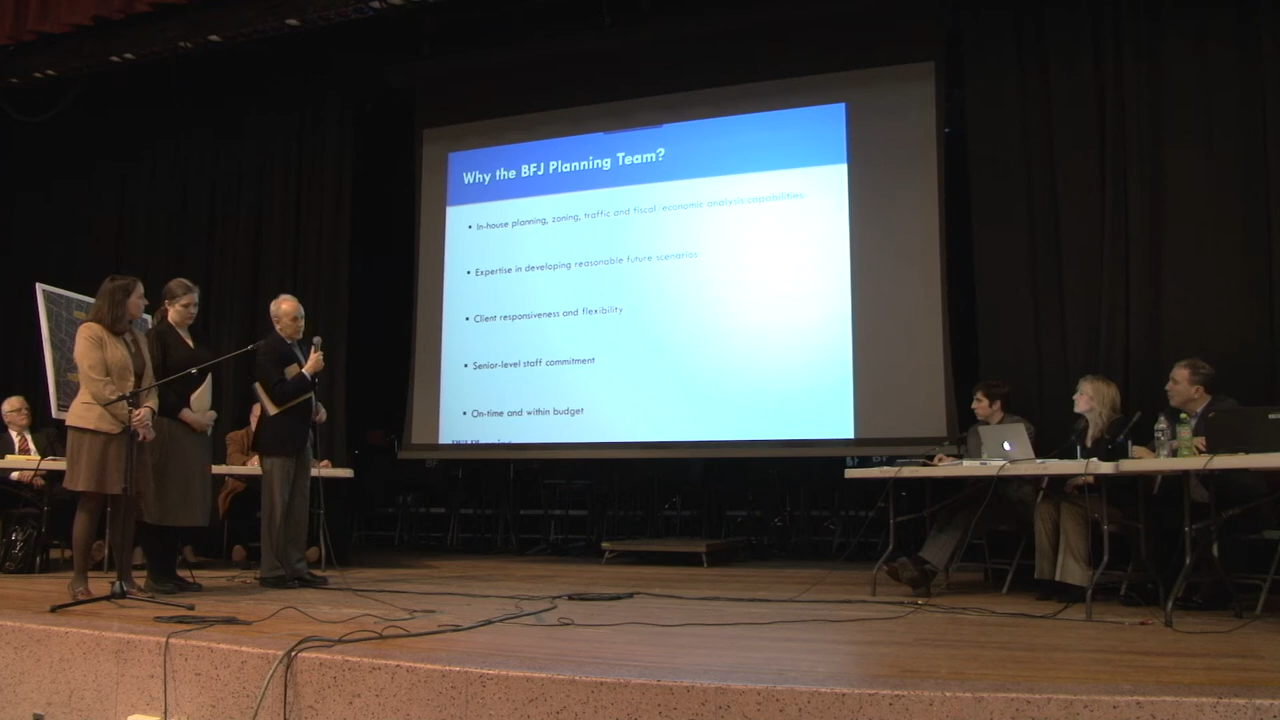 Why the BFJ Planning Team?
▪ In-house planning, zoning, traffic and fiscal/economic analysis capabilities
▪ Expertise in developing reasonable future scenarios
▪ Client responsiveness and flexibility
▪ Senior-level staff commitment
▪ On-time and within budget